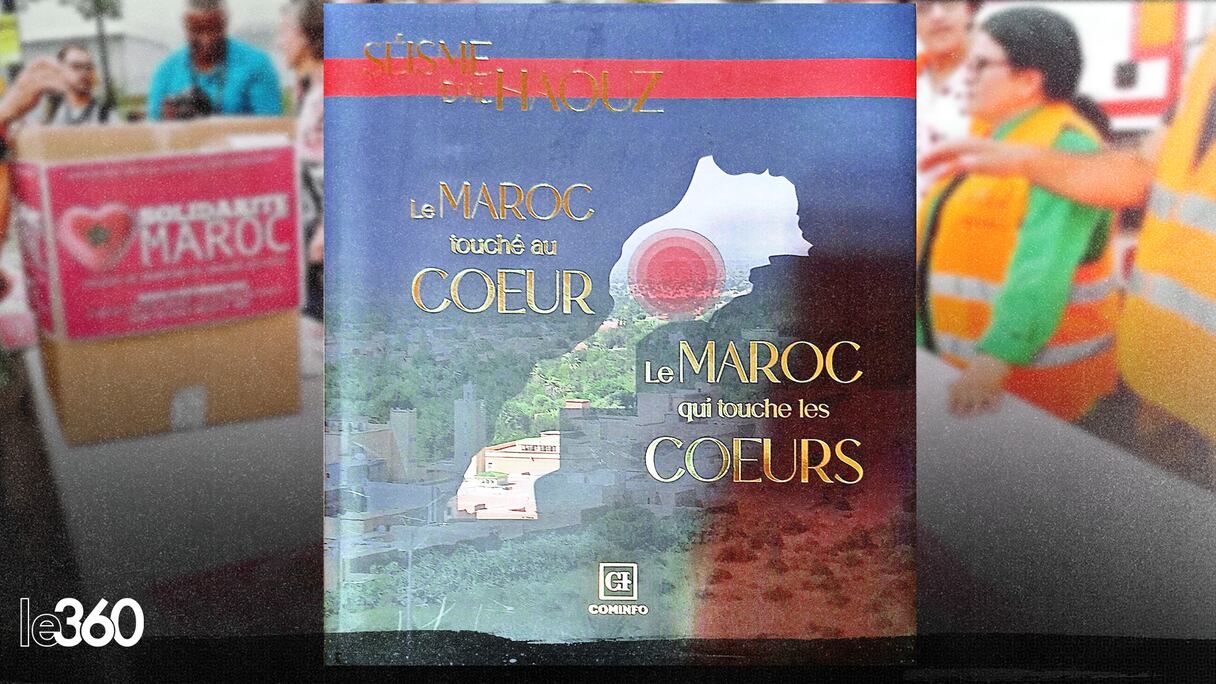 SÉISME
D'AL HAOUZ
Le MAROC
touché au
COEUR
Le MAROC
qui touche les
COEURS
COMINFO
SOLIDARITÉ
MAROC
le360